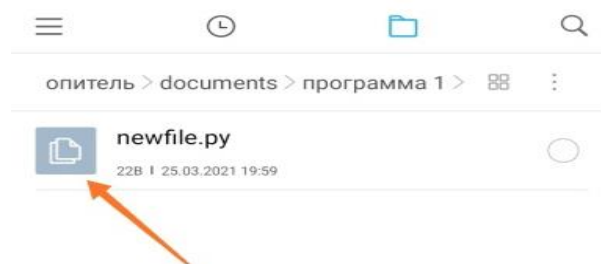 опитель > documents > программа 1 >
newfile.py
22B | 25.03.2021 19:59